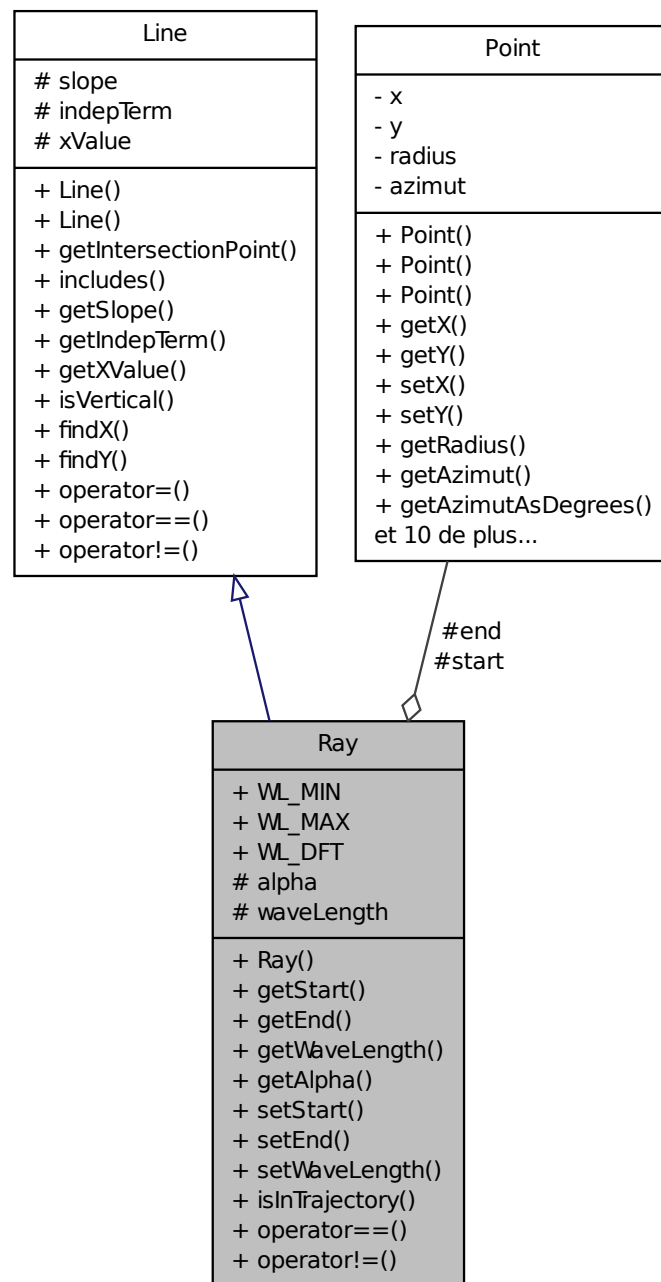 Line
# slope
# indepTerm
# xValue
+ Line()
+ Line()
+ getIntersectionPoint()
+ includes()
+ getSlope()
+ getIndepTerm()
+ getXValue()
+ isVertical()
+ findX()
+ findY()
+ operator=()
+ operator==()
+ operator!=()
Point
- x
- y
- radius
- azimut
+ Point()
+ Point()
+ Point()
+ getX()
+ getY()
+ setX()
+ setY()
+ getRadius()
+ getAzimut()
+ getAzimutAsDegrees()
et 10 de plus...
#end
#start
Ray
+ WL_MIN
+ WL_MAX
+ WL_DFT
# alpha
# waveLength
+ Ray()
+ getStart()
+ getEnd()
+ getWaveLength()
+ getAlpha()
+ setStart()
+ setEnd()
+ setWaveLength()
+ isInTrajectory()
+ operator==()
+ operator!=()